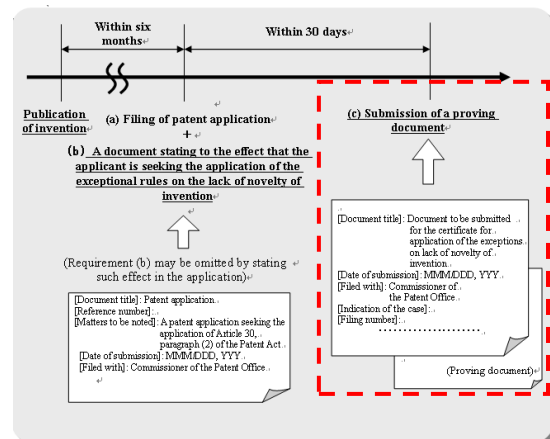 Within six
months
Within 30 days
Publication
of invention
(a) Filing of patent application
+
(b) A document stating to the effect that the
applicant is seeking the application of the
exceptional rules on the lack of novelty of
invention
(Requirement (b) may be omitted by stating
such effect in the application)
[Document title]: Patent application
[Reference number]:
[Matters to be noted]: A patent application seeking the
application of Article 30,
paragraph (2) of the Patent Act
[Date of submission]: MMM/DDD, YYY
[Filed with]: Commissioner of the Patent Office
(c) Submission of a proving
document
[Document title]: Document to be submitted
for the certificate for
application of the exceptions
on lack of novelty of
invention
[Date of submission]: MMM/DDD, YYY
[Filed with]: Commissioner of
the Patent Office
[Indication of the case]:
[Filing number]:
(Proving document)